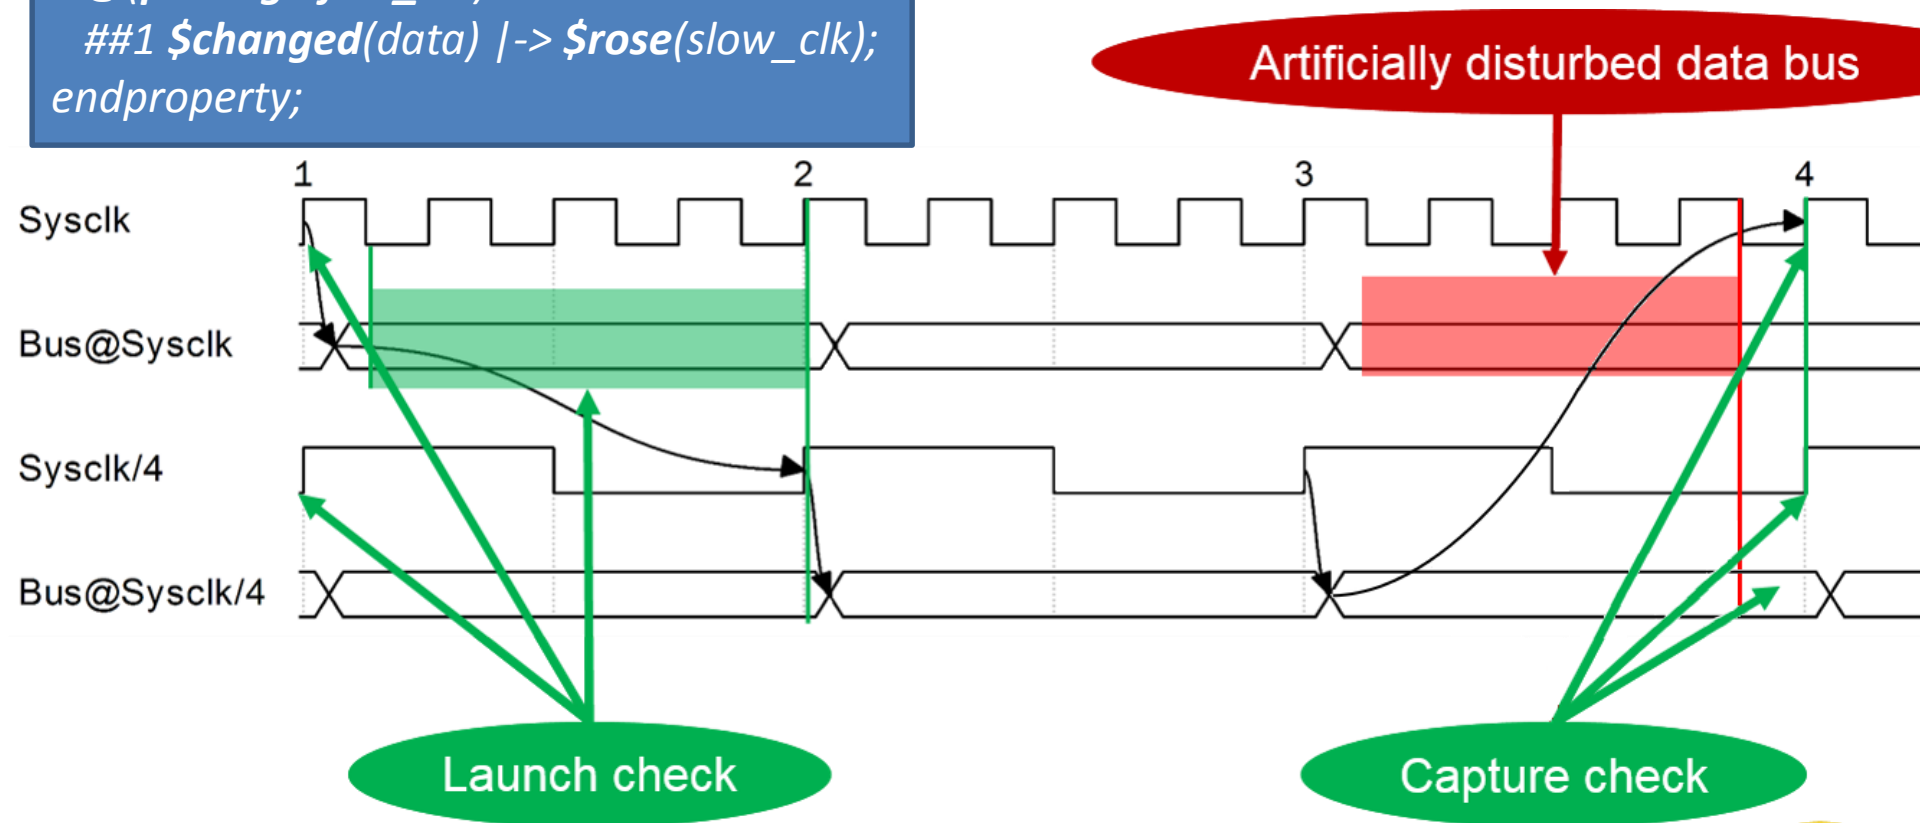 ##1 $changed(data) |-> $rose(slow_clk);
endproperty;
Artificially disturbed data bus
1 2 3 4
Sysclk
Bus@Sysclk
Sysclk/4
Bus@Sysclk/4
Launch check
Capture check